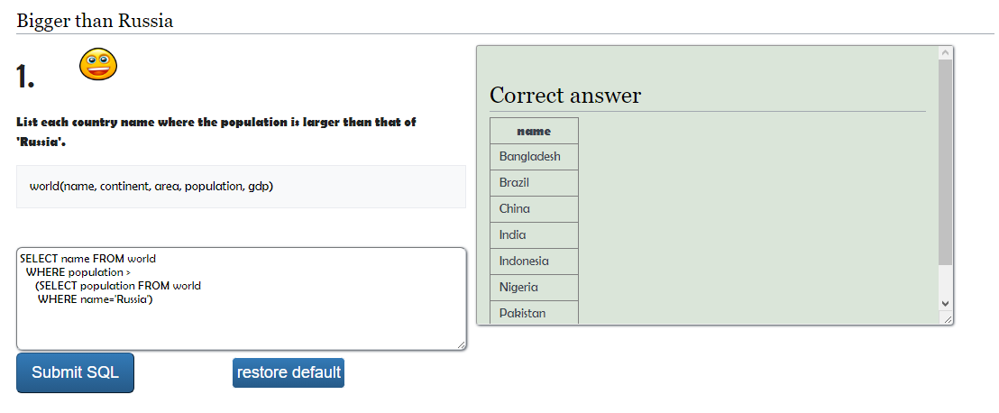 Bigger than Russia
1.
List each country name where the population is larger than that of
'Russia'.
world(name, continent, area, population, gdp)
SELECT name FROM world
WHERE population >
(SELECT population FROM world
WHERE name='Russia')
Submit SQL
restore default
Correct answer
name
Bangladesh
Brazil
China
India
Indonesia
Nigeria
Pakistan